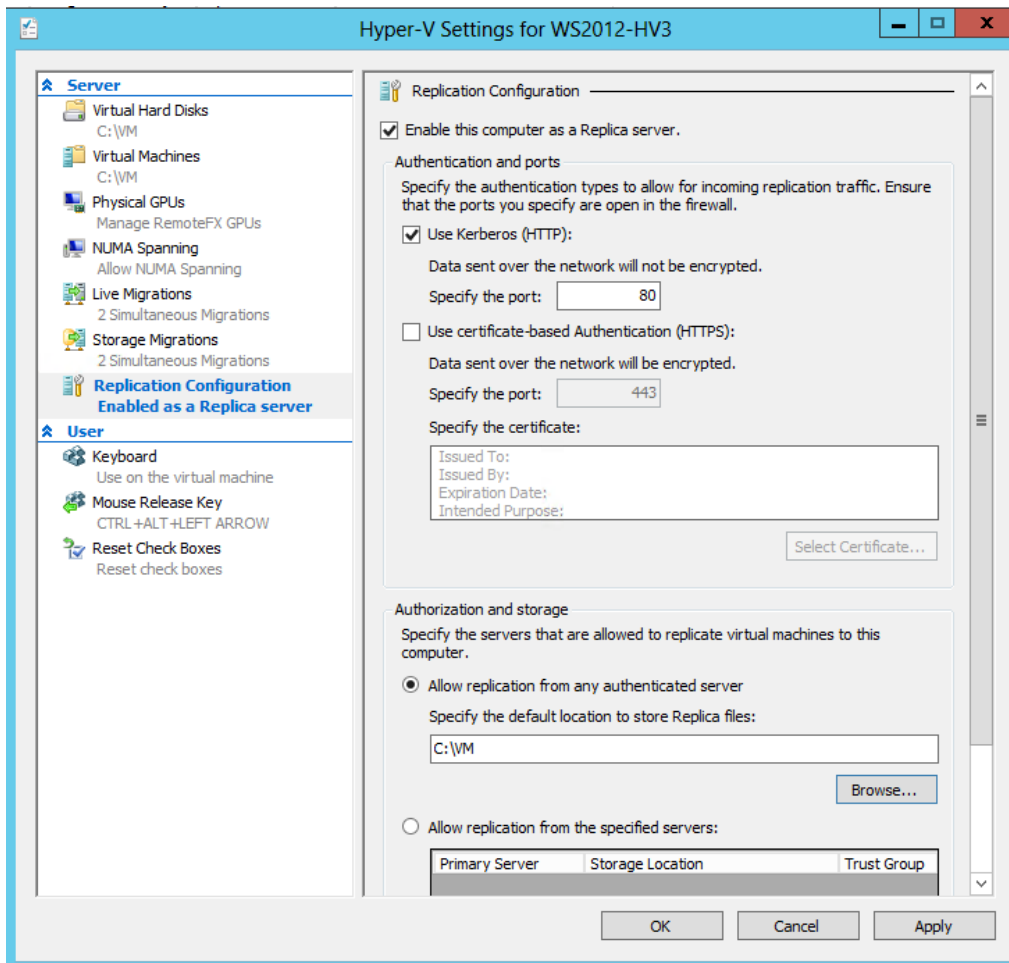 Hyper-V Settings for WS2012-HV3
Server
Virtual Hard Disks
C:\VM
Virtual Machines
C:\VM
Physical GPUs
Manage RemoteFX GPUs
NUMA Spanning
Allow NUMA Spanning
Live Migrations
2 Simultaneous Migrations
Storage Migrations
2 Simultaneous Migrations
Replication Configuration
Enabled as a Replica server
User
Keyboard
Use on the virtual machine
Mouse Release Key
CTRL+ALT+LEFT ARROW
Reset Check Boxes
Reset check boxes
Replication Configuration
Enable this computer as a Replica server.
Authentication and ports
Specify the authentication types to allow for incoming replication traffic. Ensure
that the ports you specify are open in the firewall.
Use Kerberos (HTTP):
Data sent over the network will not be encrypted.
Specify the port: 80
Use certificate-based Authentication (HTTPS):
Data sent over the network will be encrypted.
Specify the port: 443
Specify the certificate:
Issued To:
Issued By:
Expiration Date:
Intended Purpose:
Select Certificate...
Authorization and storage
Specify the servers that are allowed to replicate virtual machines to this
computer.
Allow replication from any authenticated server
Specify the default location to store Replica files:
C:\VM
Browse...
Allow replication from the specified servers:
Primary Server Storage Location Trust Group
OK Cancel Apply